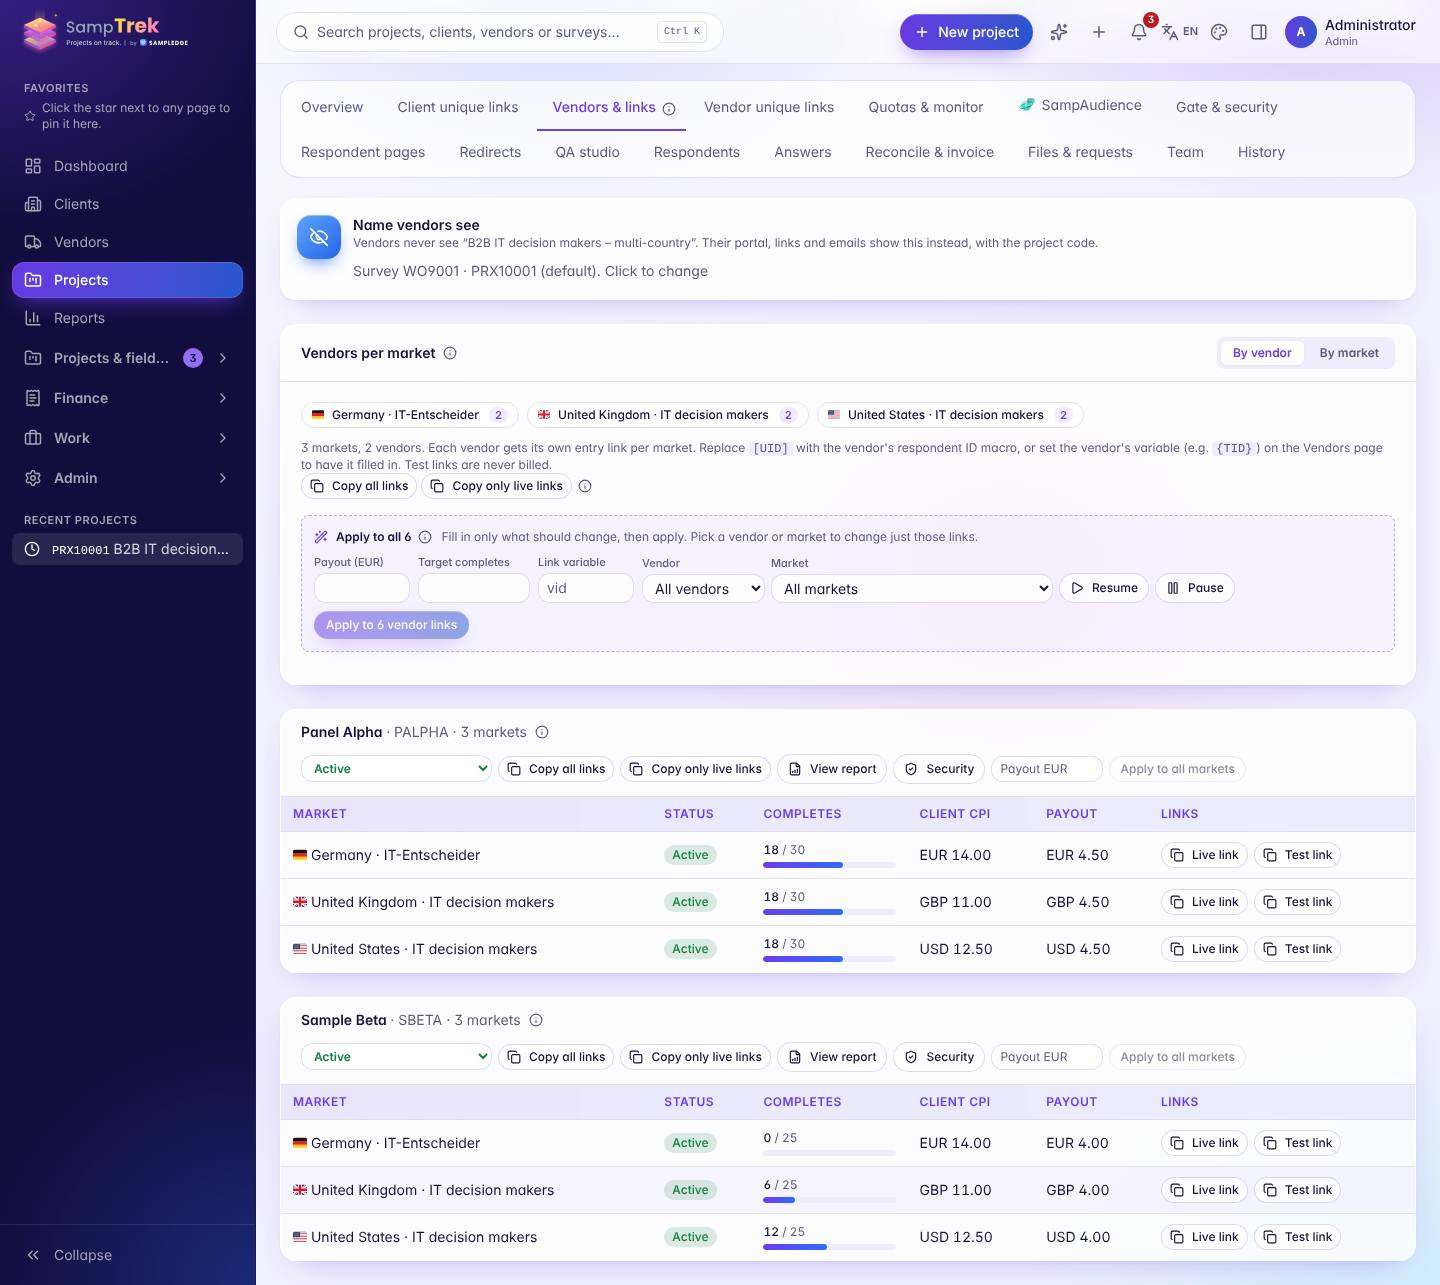 SampTrek
Projects on track. | by SAMPLEDGE
FAVORITES
Click the star next to any page to
pin it here.
Dashboard
Clients
Vendors
Projects
Reports
Projects & field... 3
Finance
Work
Admin
RECENT PROJECTS
PRX10001 B2B IT decision...
Collapse
Search projects, clients, vendors or surveys... Ctrl K
New project
3
EN
A
Administrator
Admin
Overview Client unique links Vendors & links Vendor unique links Quotas & monitor SampAudience Gate & security
Respondent pages Redirects QA studio Respondents Answers Reconcile & invoice Files & requests Team History
Name vendors see
Vendors never see “B2B IT decision makers – multi-country”. Their portal, links and emails show this instead, with the project code.
Survey WO9001 · PRX10001 (default). Click to change
Vendors per market By vendor By market
Germany · IT-Entscheider 2 United Kingdom · IT decision makers 2 United States · IT decision makers 2
3 markets, 2 vendors. Each vendor gets its own entry link per market. Replace [UID] with the vendor's respondent ID macro, or set the vendor's variable (e.g. {TID}) on the Vendors page
to have it filled in. Test links are never billed.
Copy all links Copy only live links
Apply to all 6 Fill in only what should change, then apply. Pick a vendor or market to change just those links.
Payout (EUR) Target completes Link variable Vendor Market
vid All vendors All markets Resume Pause
Apply to 6 vendor links
Panel Alpha · PALPHA · 3 markets
Active Copy all links Copy only live links View report Security Payout EUR Apply to all markets
MARKET STATUS COMPLETES CLIENT CPI PAYOUT LINKS
Germany · IT-Entscheider Active 18 / 30 EUR 14.00 EUR 4.50 Live link Test link
United Kingdom · IT decision makers Active 18 / 30 GBP 11.00 GBP 4.50 Live link Test link
United States · IT decision makers Active 18 / 30 USD 12.50 USD 4.50 Live link Test link
Sample Beta · SBETA · 3 markets
Active Copy all links Copy only live links View report Security Payout EUR Apply to all markets
MARKET STATUS COMPLETES CLIENT CPI PAYOUT LINKS
Germany · IT-Entscheider Active 0 / 25 EUR 14.00 EUR 4.00 Live link Test link
United Kingdom · IT decision makers Active 6 / 25 GBP 11.00 GBP 4.00 Live link Test link
United States · IT decision makers Active 12 / 25 USD 12.50 USD 4.00 Live link Test link